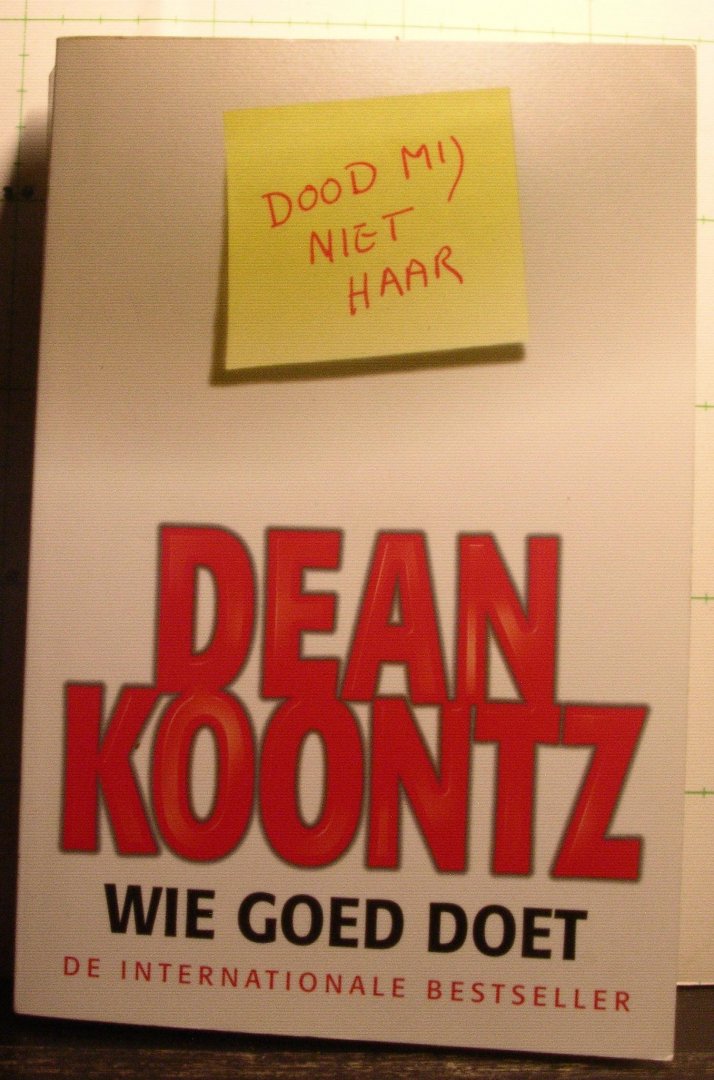 DOOD MIJ
NIET
HAAR
DEAN
KOONTZ
WIE GOED DOET
DE INTERNATIONALE BESTSELLER